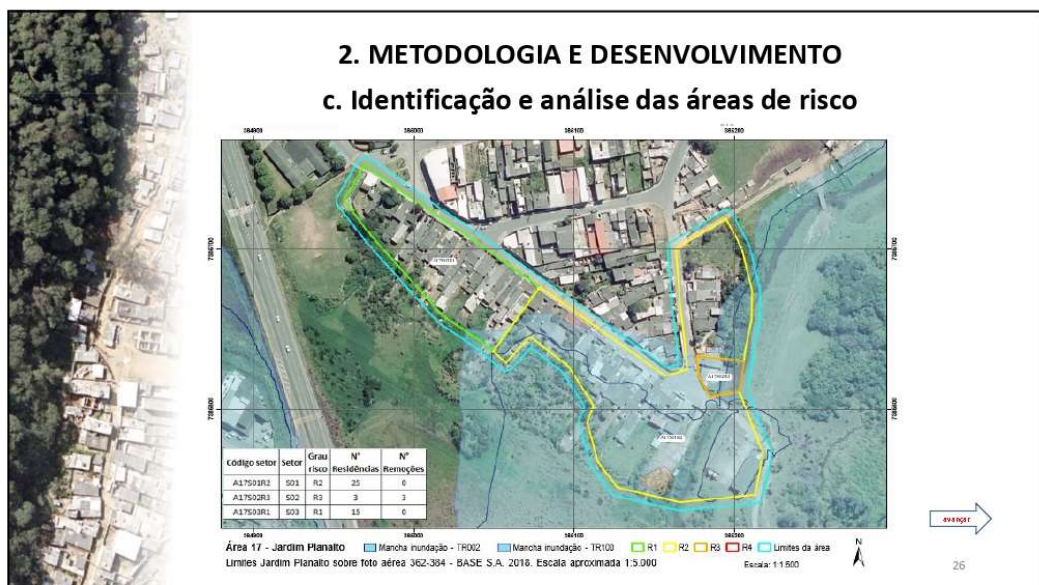 2. METODOLOGIA E DESENVOLVIMENTO
c. Identificação e análise das áreas de risco
Código setor Setor Grau risco N° Residências N° Remoções
A17S01R2 S01 R2 25 0
A17S02R3 S02 R3 3 3
A17S03R1 S03 R1 15 0
Área 17 - Jardim Planalto
Mancha inundação - TR002
Mancha inundação - TR100
R1 R2 R3 R4 Limites da área
Limites Jardim Planalto sobre foto aérea 362-384 - BASE S.A. 2018. Escala aproximada 1:5.000
Escala: 1:1.500
N
avançar
26